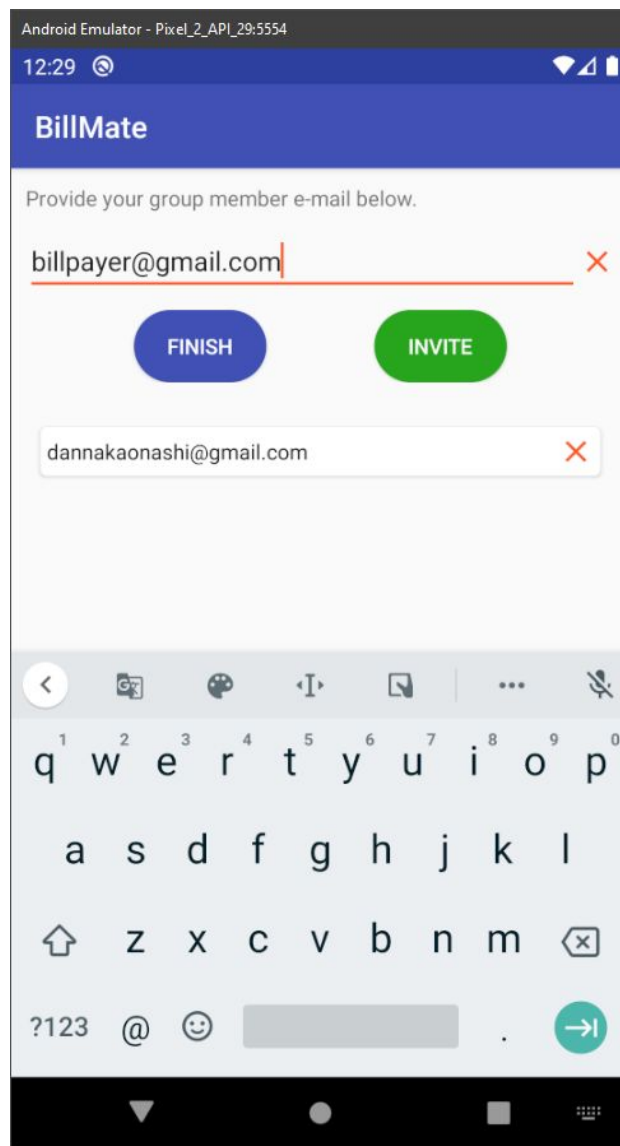 Android Emulator - Pixel_2_API_29:5554
12:29
BillMate
Provide your group member e-mail below.
billpayer@gmail.com
FINISH INVITE
dannakaonashi@gmail.com
1 2 3 4 5 6 7 8 9 0
q w e r t y u i o p
a s d f g h j k l
z x c v b n m
?123 @ .